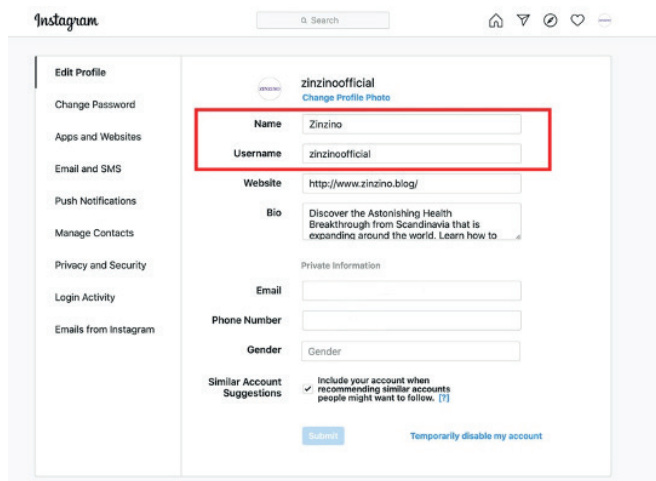 Instagram
Search
Edit Profile
Change Password
Apps and Websites
Email and SMS
Push Notifications
Manage Contacts
Privacy and Security
Login Activity
Emails from Instagram
zinzinoofficial
Change Profile Photo
Name Zinzino
Username zinzinoofficial
Website http://www.zinzino.blog/
Bio Discover the Astonishing Health
Breakthrough from Scandinavia that is
expanding around the world. Learn how to
Private Information
Email
Phone Number
Gender Gender
Similar Account
Suggestions
Include your account when
recommending similar accounts
people might want to follow. [?]
Submit Temporarily disable my account